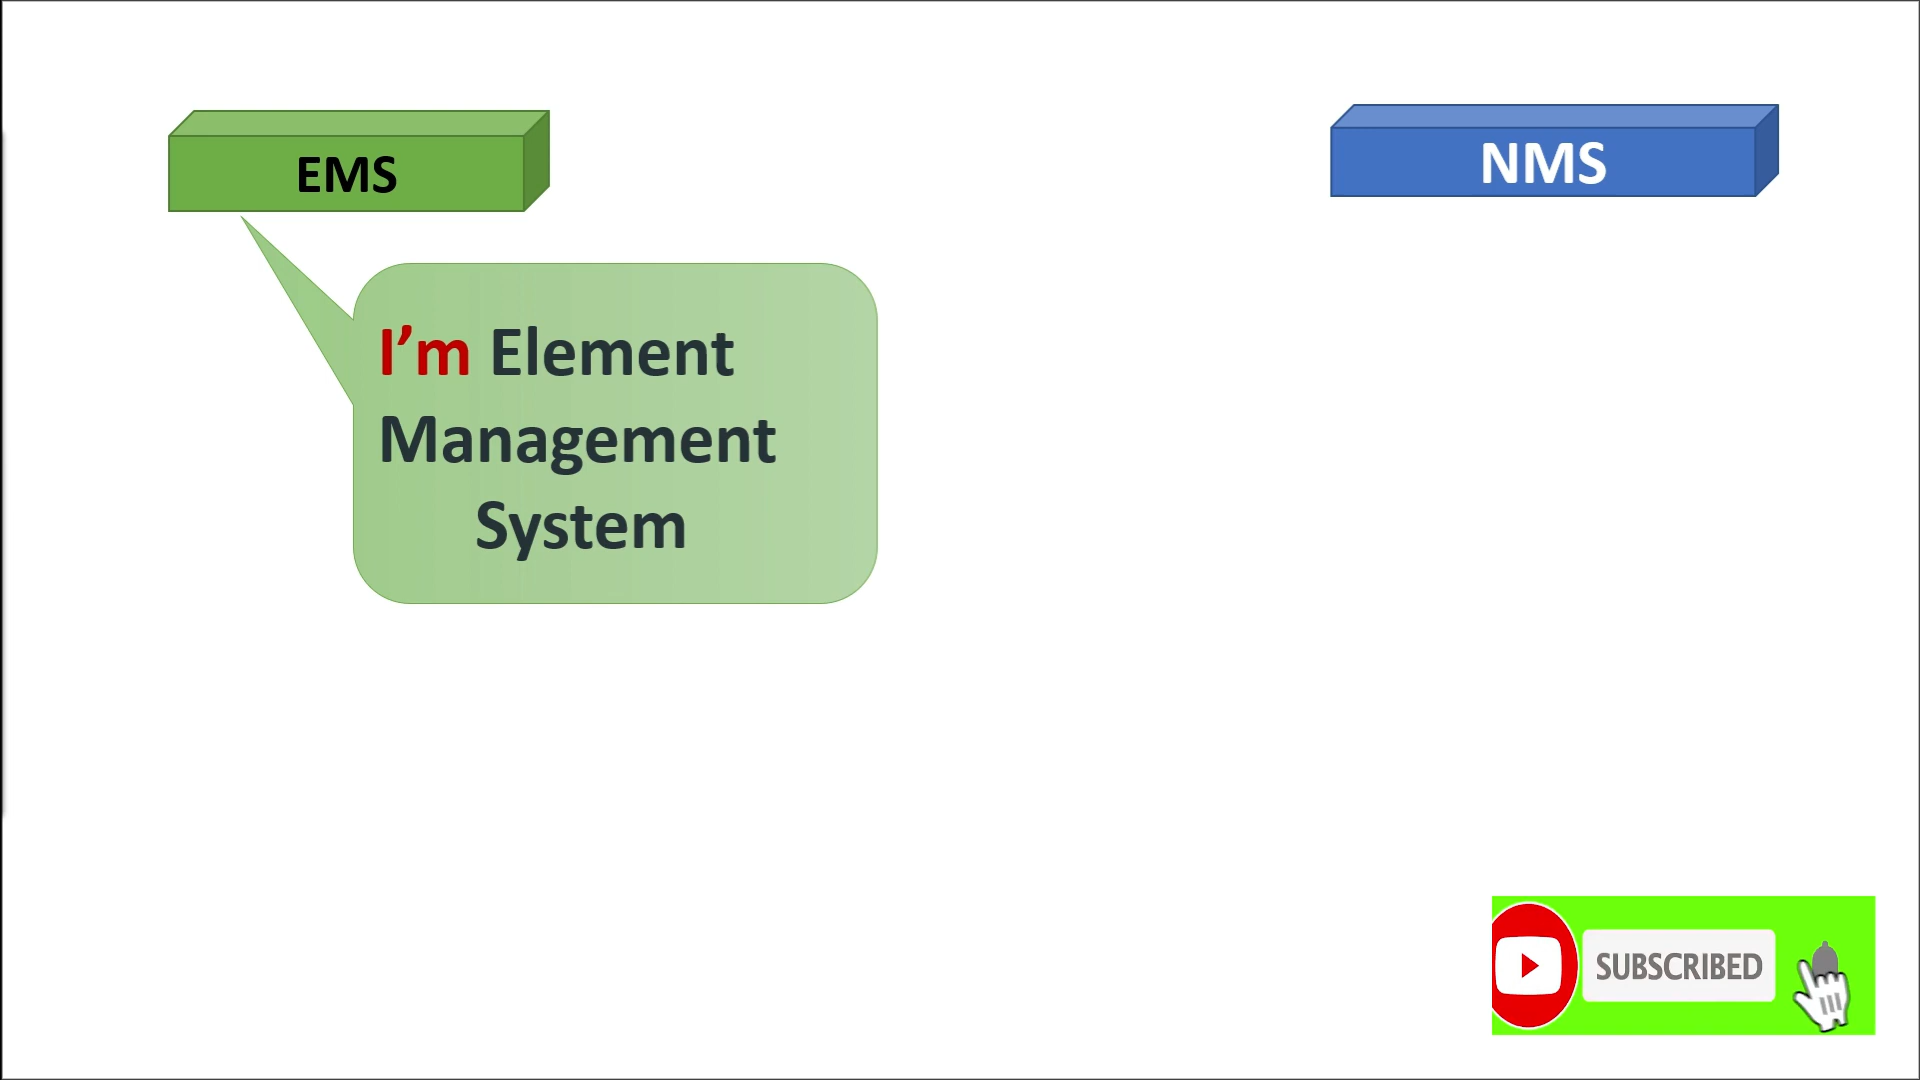 EMS
NMS
I’m Element
Management
System
SUBSCRIBED